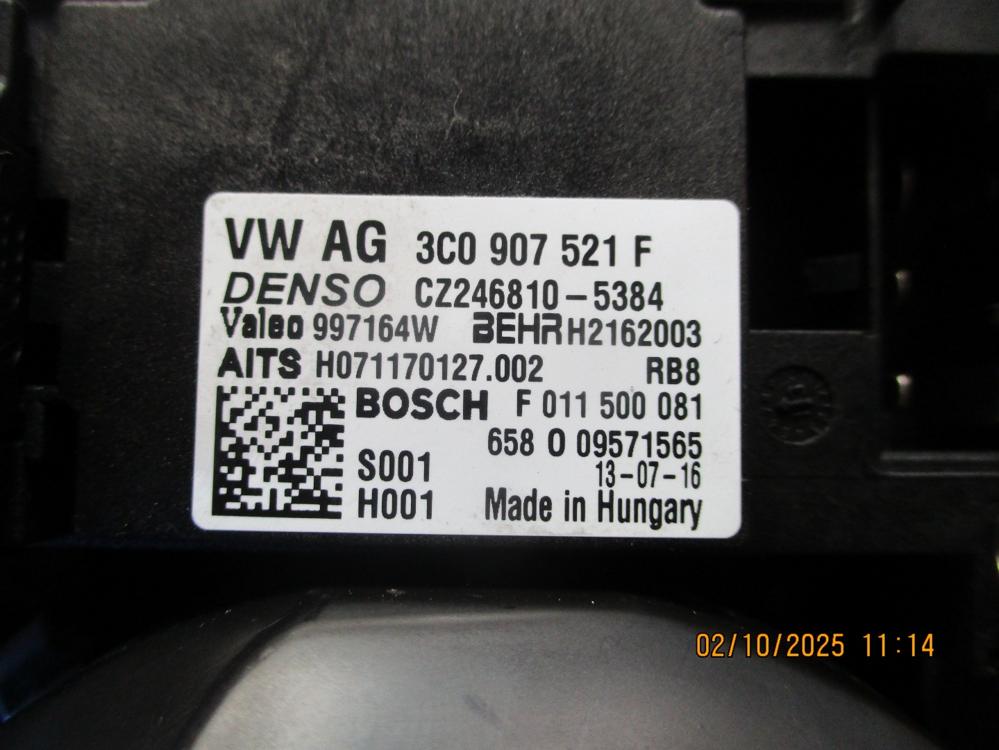 VW AG 3C0 907 521 F
DENSO CZ246810-5384
Valeo 997164W BEHR H2162003
AITS H071170127.002 RB8
BOSCH F 011 500 081
658 0 09571565
S001 13-07-16
H001 Made in Hungary
02/10/2025 11:14